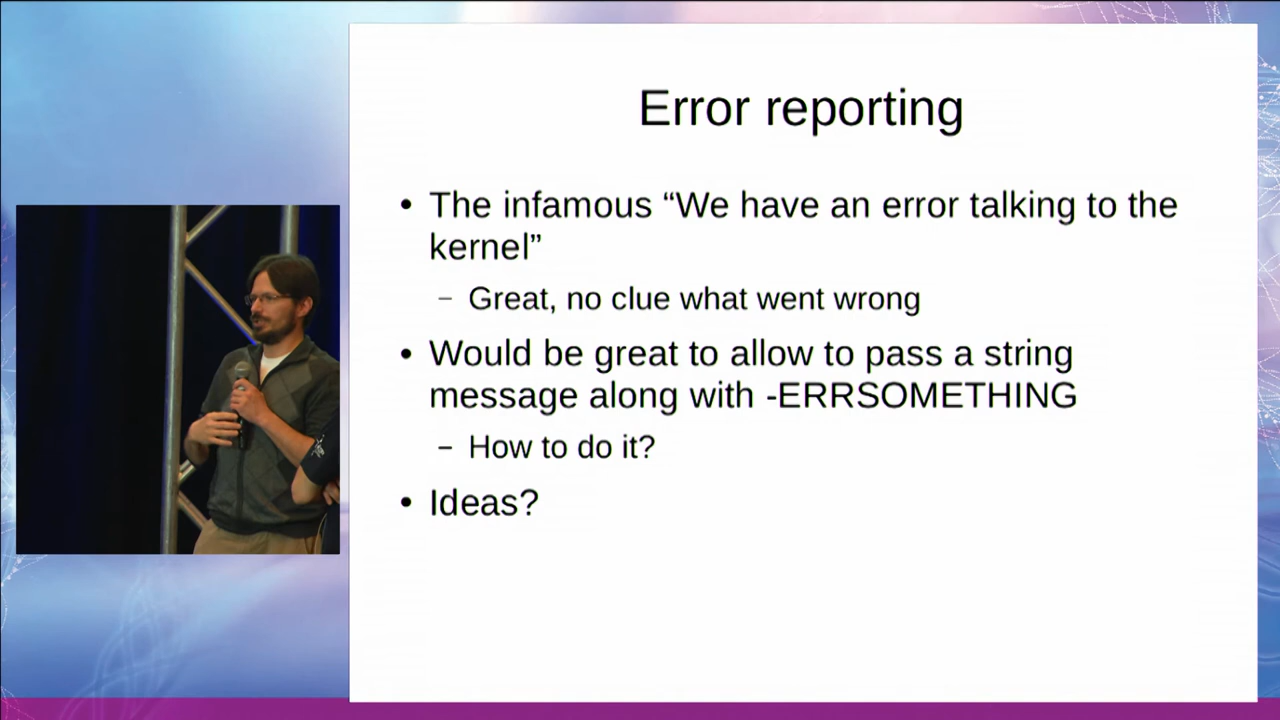 Error reporting
• The infamous “We have an error talking to the
kernel”
– Great, no clue what went wrong
• Would be great to allow to pass a string
message along with -ERRSOMETHING
– How to do it?
• Ideas?